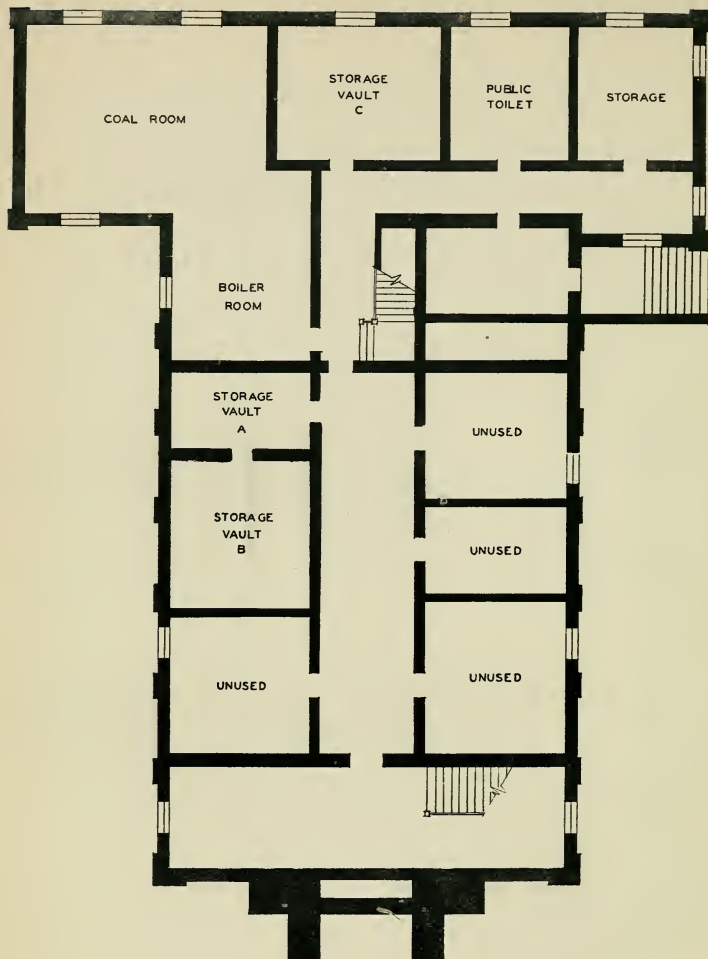 COAL ROOM
STORAGE
VAULT
C
PUBLIC
TOILET
STORAGE
BOILER
ROOM
STORAGE
VAULT
A
UNUSED
STORAGE
VAULT
B
UNUSED
UNUSED
UNUSED